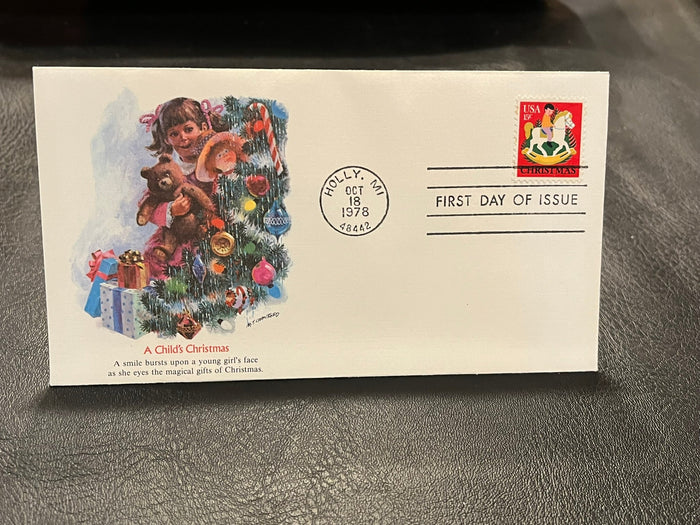 USA
15¢
CHRISTMAS
HOLLY, MI
OCT
18
1978
48442
FIRST DAY OF ISSUE
A Child's Christmas
A smile bursts upon a young girl's face
as she eyes the magical gifts of Christmas.